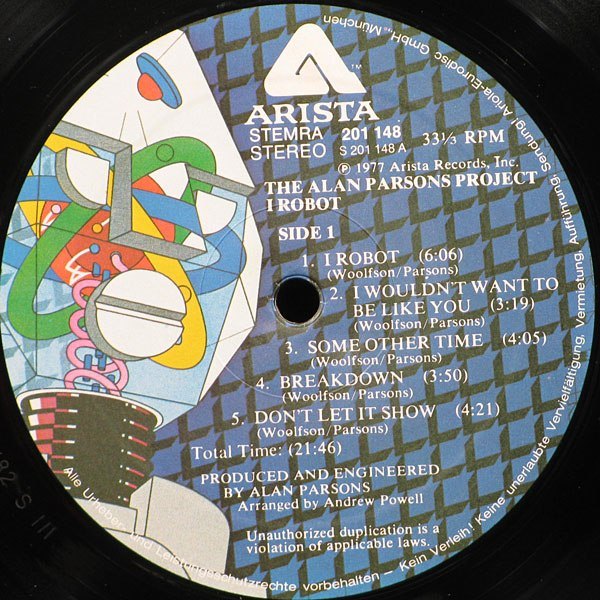 ™
ARISTA
STEMRA 201 148
STEREO S 201 148 A
33⅓ RPM
℗ 1977 Arista Records, Inc.
THE ALAN PARSONS PROJECT
I ROBOT
SIDE 1
1. I ROBOT (6:06)
(Woolfson/Parsons)
2. I WOULDN'T WANT TO
BE LIKE YOU (3:19)
(Woolfson/Parsons)
3. SOME OTHER TIME (4:05)
(Woolfson/Parsons)
4. BREAKDOWN (3:50)
(Woolfson/Parsons)
5. DON'T LET IT SHOW (4:21)
(Woolfson/Parsons)
Total Time: (21:46)
PRODUCED AND ENGINEERED
BY ALAN PARSONS
Arranged by Andrew Powell
Unauthorized duplication is a
violation of applicable laws.
Alle Urheber- und Leistungsschutzrechte vorbehalten – Kein Verleih! Keine unerlaubte Vervielfältigung, Vermietung, Aufführung, Sendung! Ariola-Eurodisc GmbH, München
82 S III